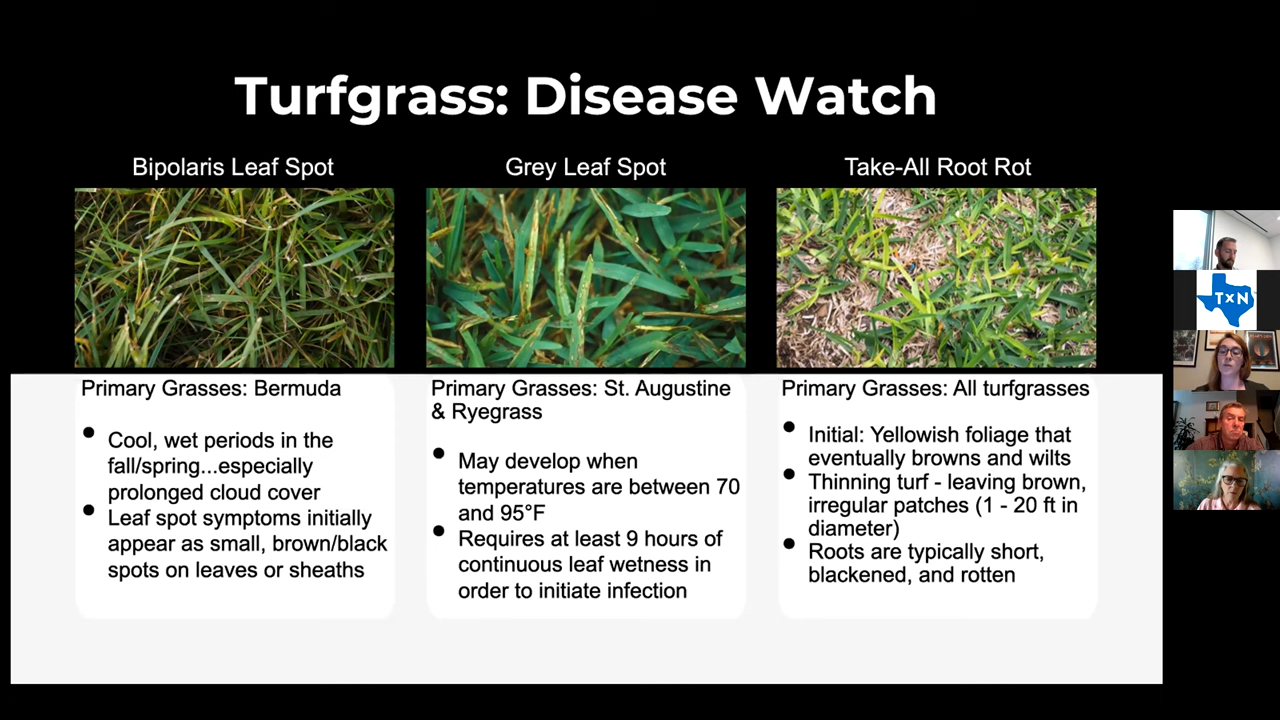 Turfgrass: Disease Watch
Bipolaris Leaf Spot
Grey Leaf Spot
Take-All Root Rot
Primary Grasses: Bermuda
Cool, wet periods in the
fall/spring...especially
prolonged cloud cover
Leaf spot symptoms initially
appear as small, brown/black
spots on leaves or sheaths
Primary Grasses: St. Augustine
& Ryegrass
May develop when
temperatures are between 70
and 95°F
Requires at least 9 hours of
continuous leaf wetness in
order to initiate infection
Primary Grasses: All turfgrasses
Initial: Yellowish foliage that
eventually browns and wilts
Thinning turf - leaving brown,
irregular patches (1 - 20 ft in
diameter)
Roots are typically short,
blackened, and rotten
TXN